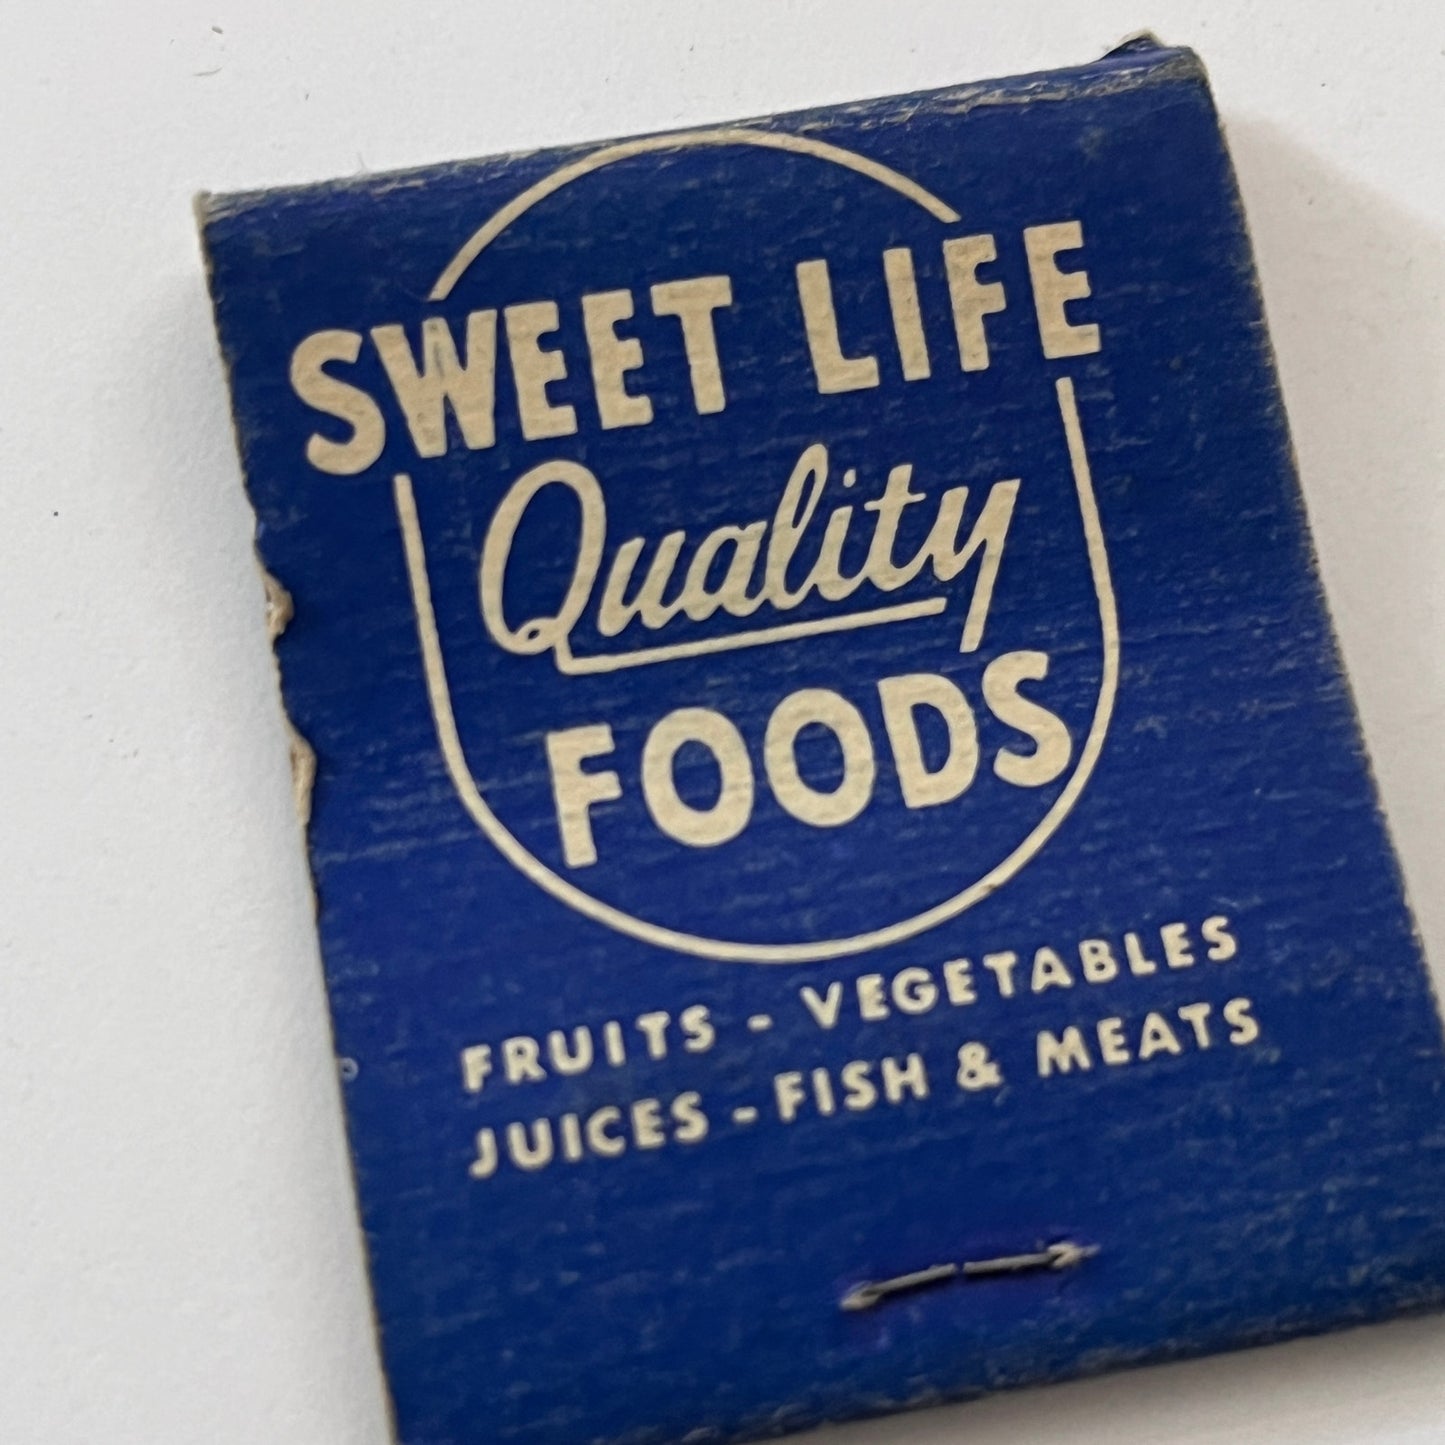 SWEET LIFE
Quality
FOODS
FRUITS - VEGETABLES
JUICES - FISH & MEATS